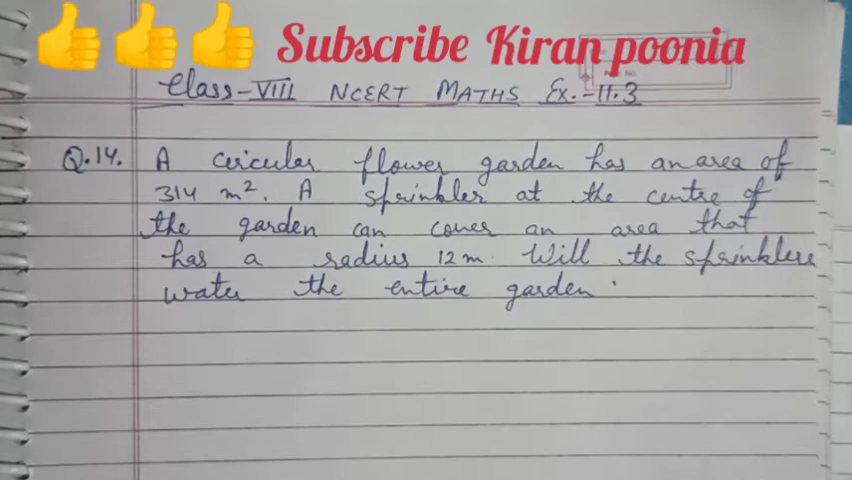 Subscribe Kiran poonia
Class-VIII NCERT MATHS Ex.-11.3
Q.14. A circular flower garden has an area of
314 m². A sprinkler at the centre of
the garden can cover an area that
has a radius 12 m. Will the sprinkler
water the entire garden.